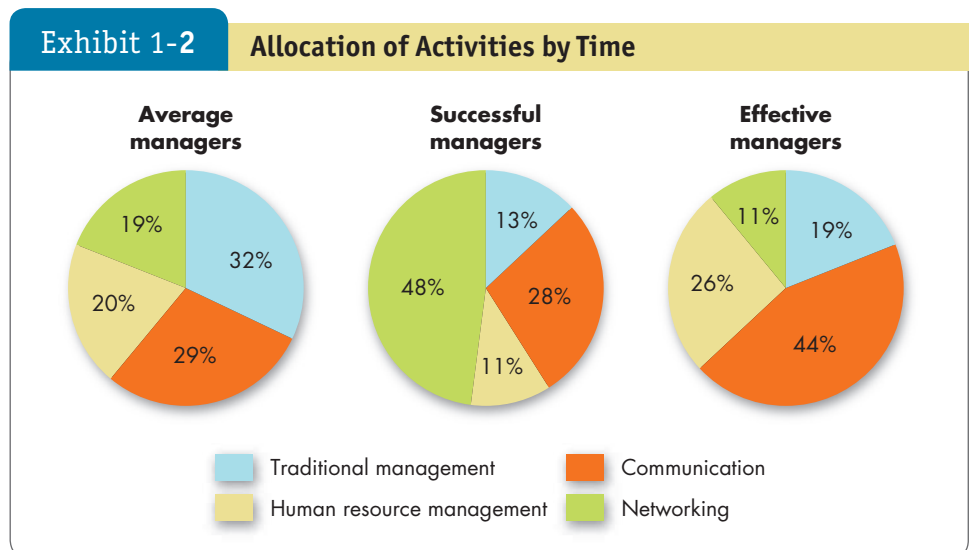 Exhibit 1-2
Allocation of Activities by Time
Average
managers
19%
32%
20%
29%
Successful
managers
13%
48%
28%
11%
Effective
managers
11%
19%
26%
44%
Traditional management
Communication
Human resource management
Networking